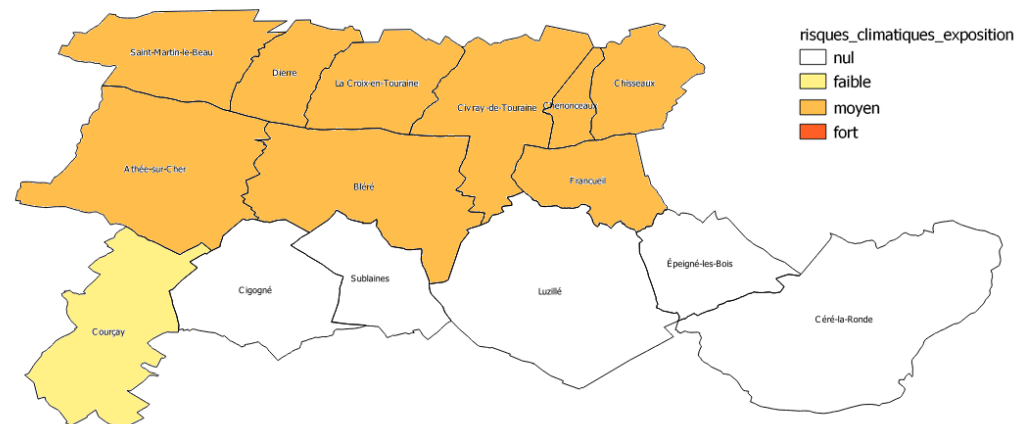 risques_climatiques_exposition
nul
faible
moyen
fort
Saint-Martin-le-Beau
Dierre
La Croix-en-Touraine
Civray-de-Touraine
Chenonceaux
Chisseaux
Athée-sur-Cher
Bléré
Francueil
Épeigné-les-Bois
Cigogné
Sublaines
Luzillé
Céré-la-Ronde
Courçay